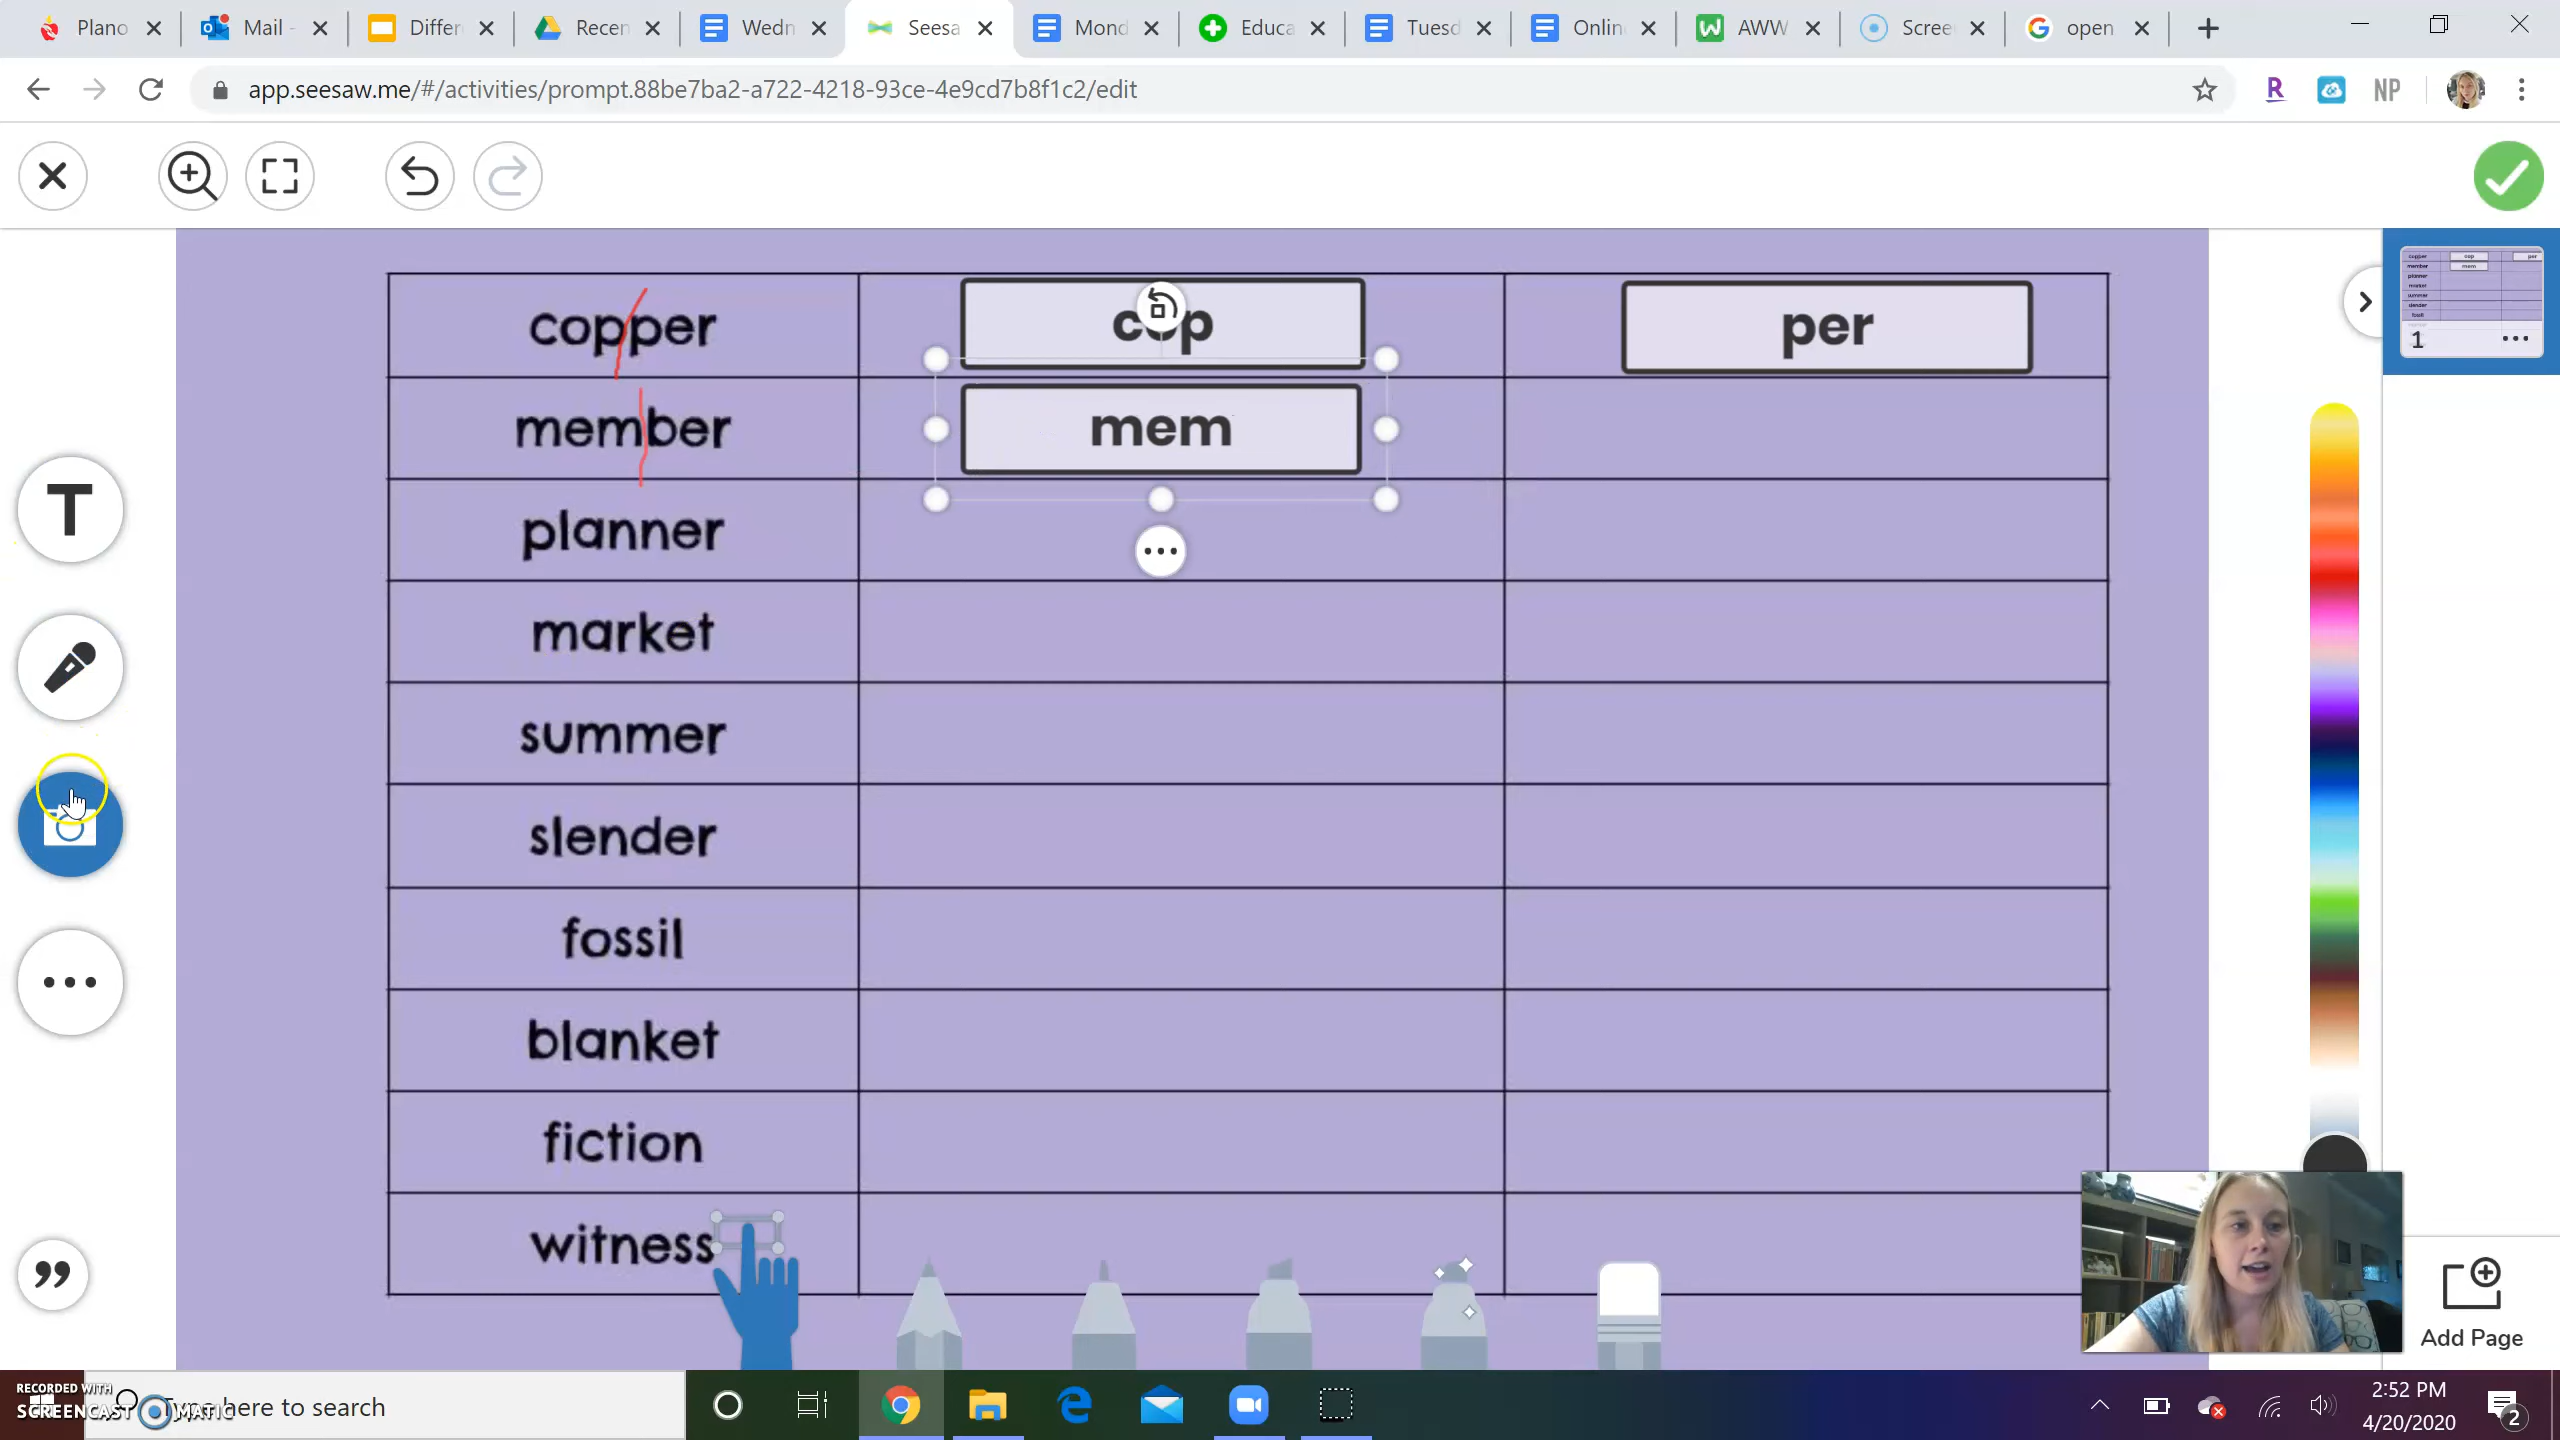 Plano
Mail -
Differ
Recen
Wedn
Seesa
Mond
Educa
Tuesd
Onlin
AWW
Scree
open
app.seesaw.me/#/activities/prompt.88be7ba2-a722-4218-93ce-4e9cd7b8f1c2/edit
R
NP
copper
cop
per
member
mem
planner
market
summer
slender
fossil
blanket
fiction
witness
T
1
Add Page
RECORDED WITH
SCREENCAST MATIC
Type here to search
2:52 PM
4/20/2020
2